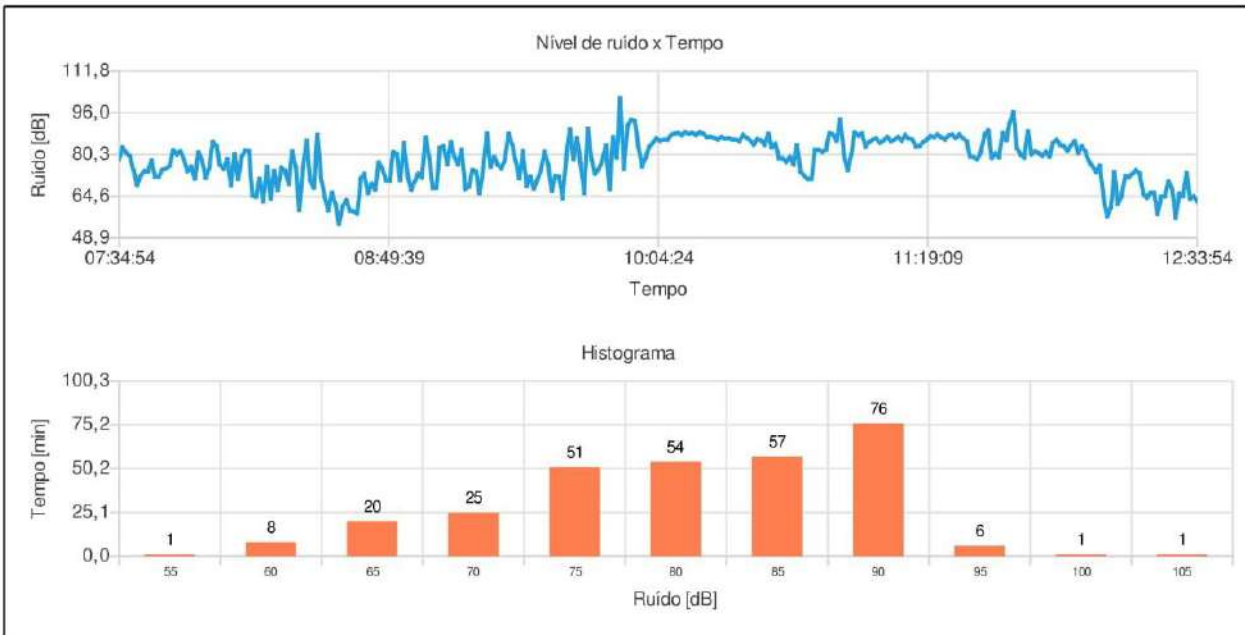 Nível de ruído x Tempo
111,8
96,0
80,3
64,6
48,9
Ruído [dB]
07:34:54 08:49:39 10:04:24 11:19:09 12:33:54
Tempo
Histograma
100,3
75,2
50,2
25,1
0,0
Tempo [min]
1 8 20 25 51 54 57 76 6 1 1
55 60 65 70 75 80 85 90 95 100 105
Ruído [dB]